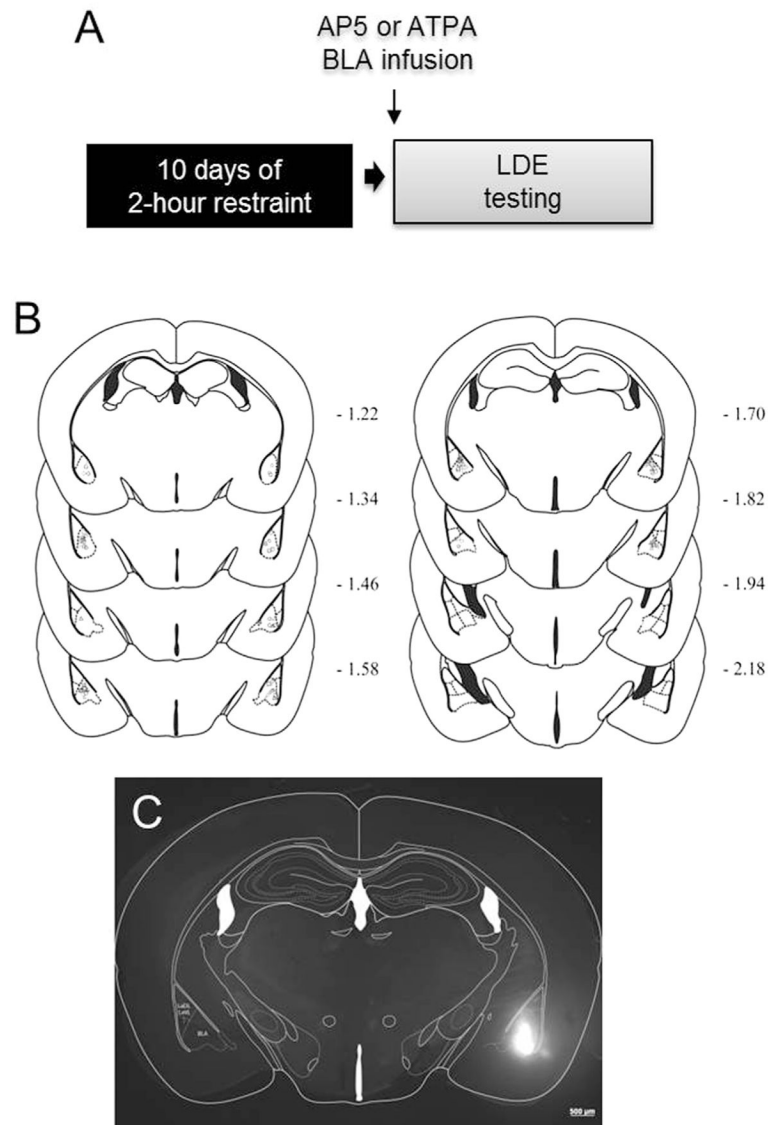 A
AP5 or ATPA
BLA infusion
10 days of
2-hour restraint
LDE
testing
B
- 1.22
- 1.34
- 1.46
- 1.58
- 1.70
- 1.82
- 1.94
- 2.18
C
BLA
500 µm